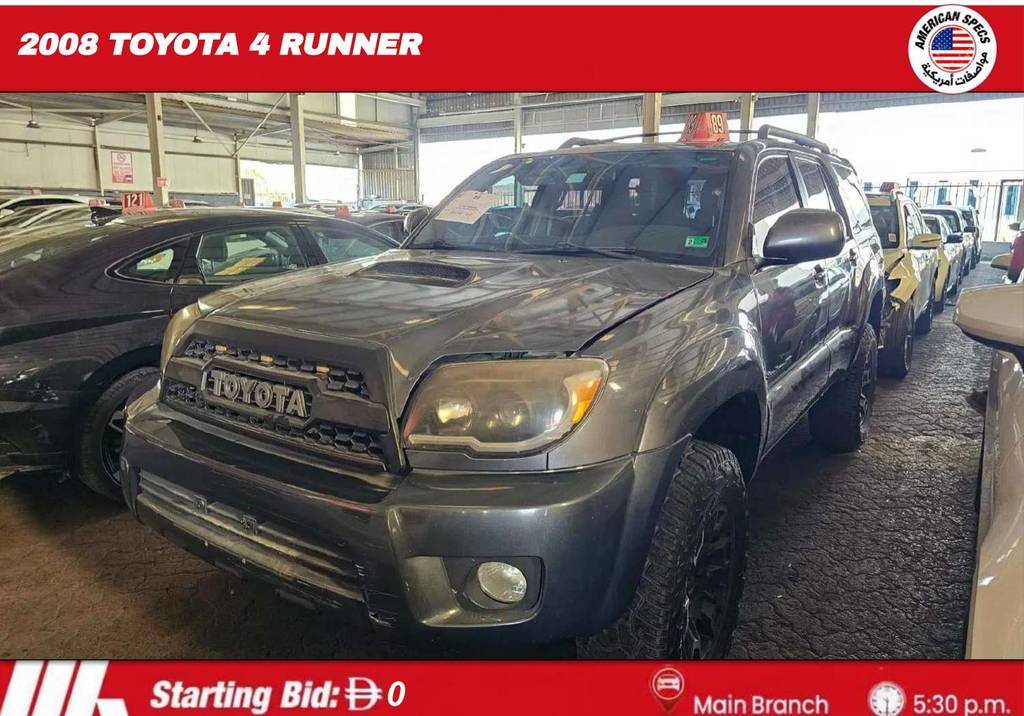 2008 TOYOTA 4 RUNNER
AMERICAN SPECS
مواصفات أمريكية
89
121
TOYOTA
Starting Bid: 0
Main Branch
5:30 p.m.